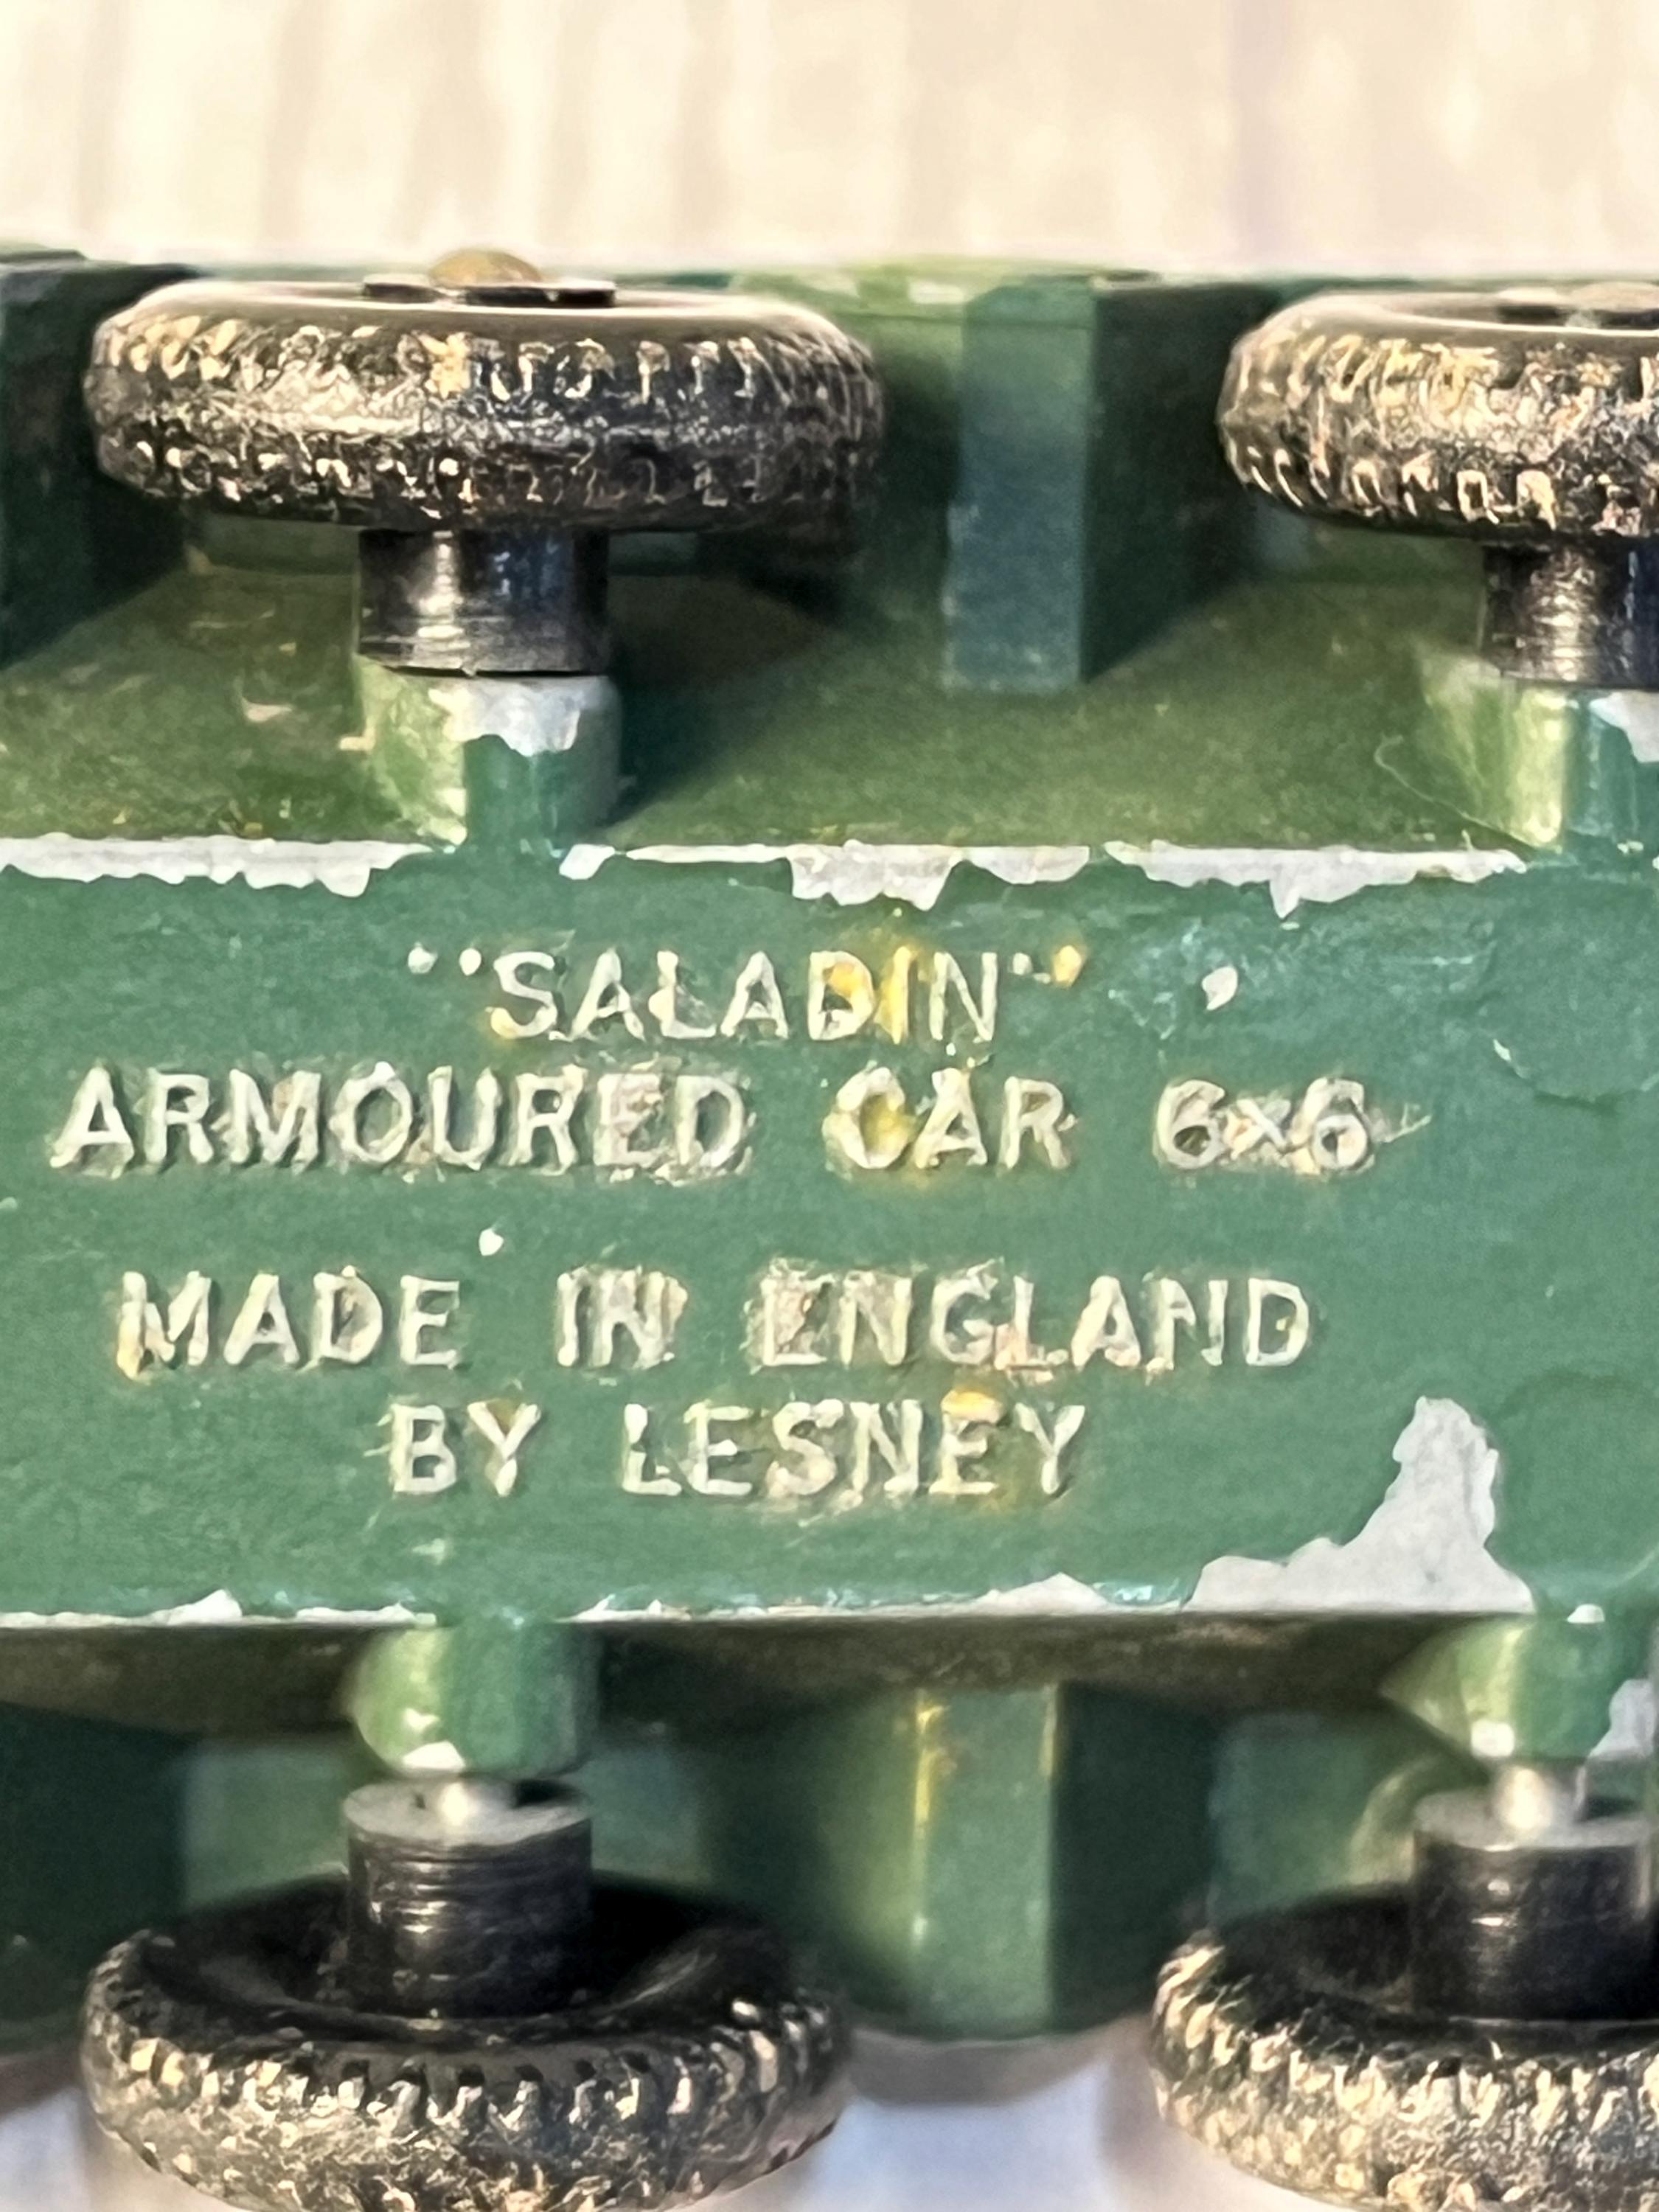 "SALADIN"
ARMOURED CAR 6x6
MADE IN ENGLAND
BY LESNEY